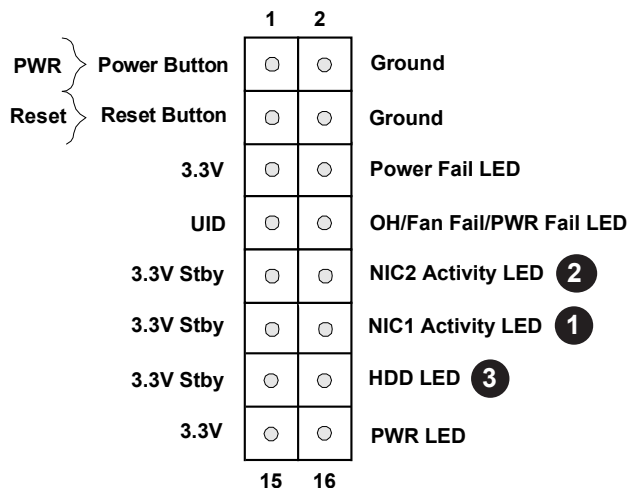 1 2
PWR Power Button Ground
Reset Reset Button Ground
3.3V Power Fail LED
UID OH/Fan Fail/PWR Fail LED
3.3V Stby NIC2 Activity LED 2
3.3V Stby NIC1 Activity LED 1
3.3V Stby HDD LED 3
3.3V PWR LED
15 16